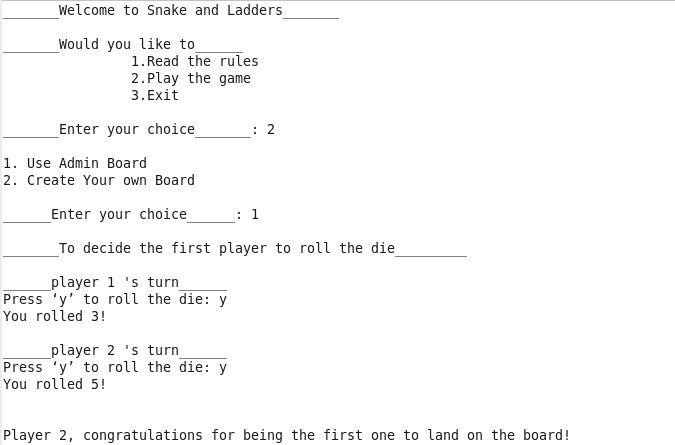 _______Welcome to Snake and Ladders_______
_______Would you like to______
1.Read the rules
2.Play the game
3.Exit
_______Enter your choice_______: 2
1. Use Admin Board
2. Create Your own Board
______Enter your choice______: 1
_______To decide the first player to roll the die_________
______player 1 's turn______
Press ‘y’ to roll the die: y
You rolled 3!
______player 2 's turn______
Press ‘y’ to roll the die: y
You rolled 5!
Player 2, congratulations for being the first one to land on the board!